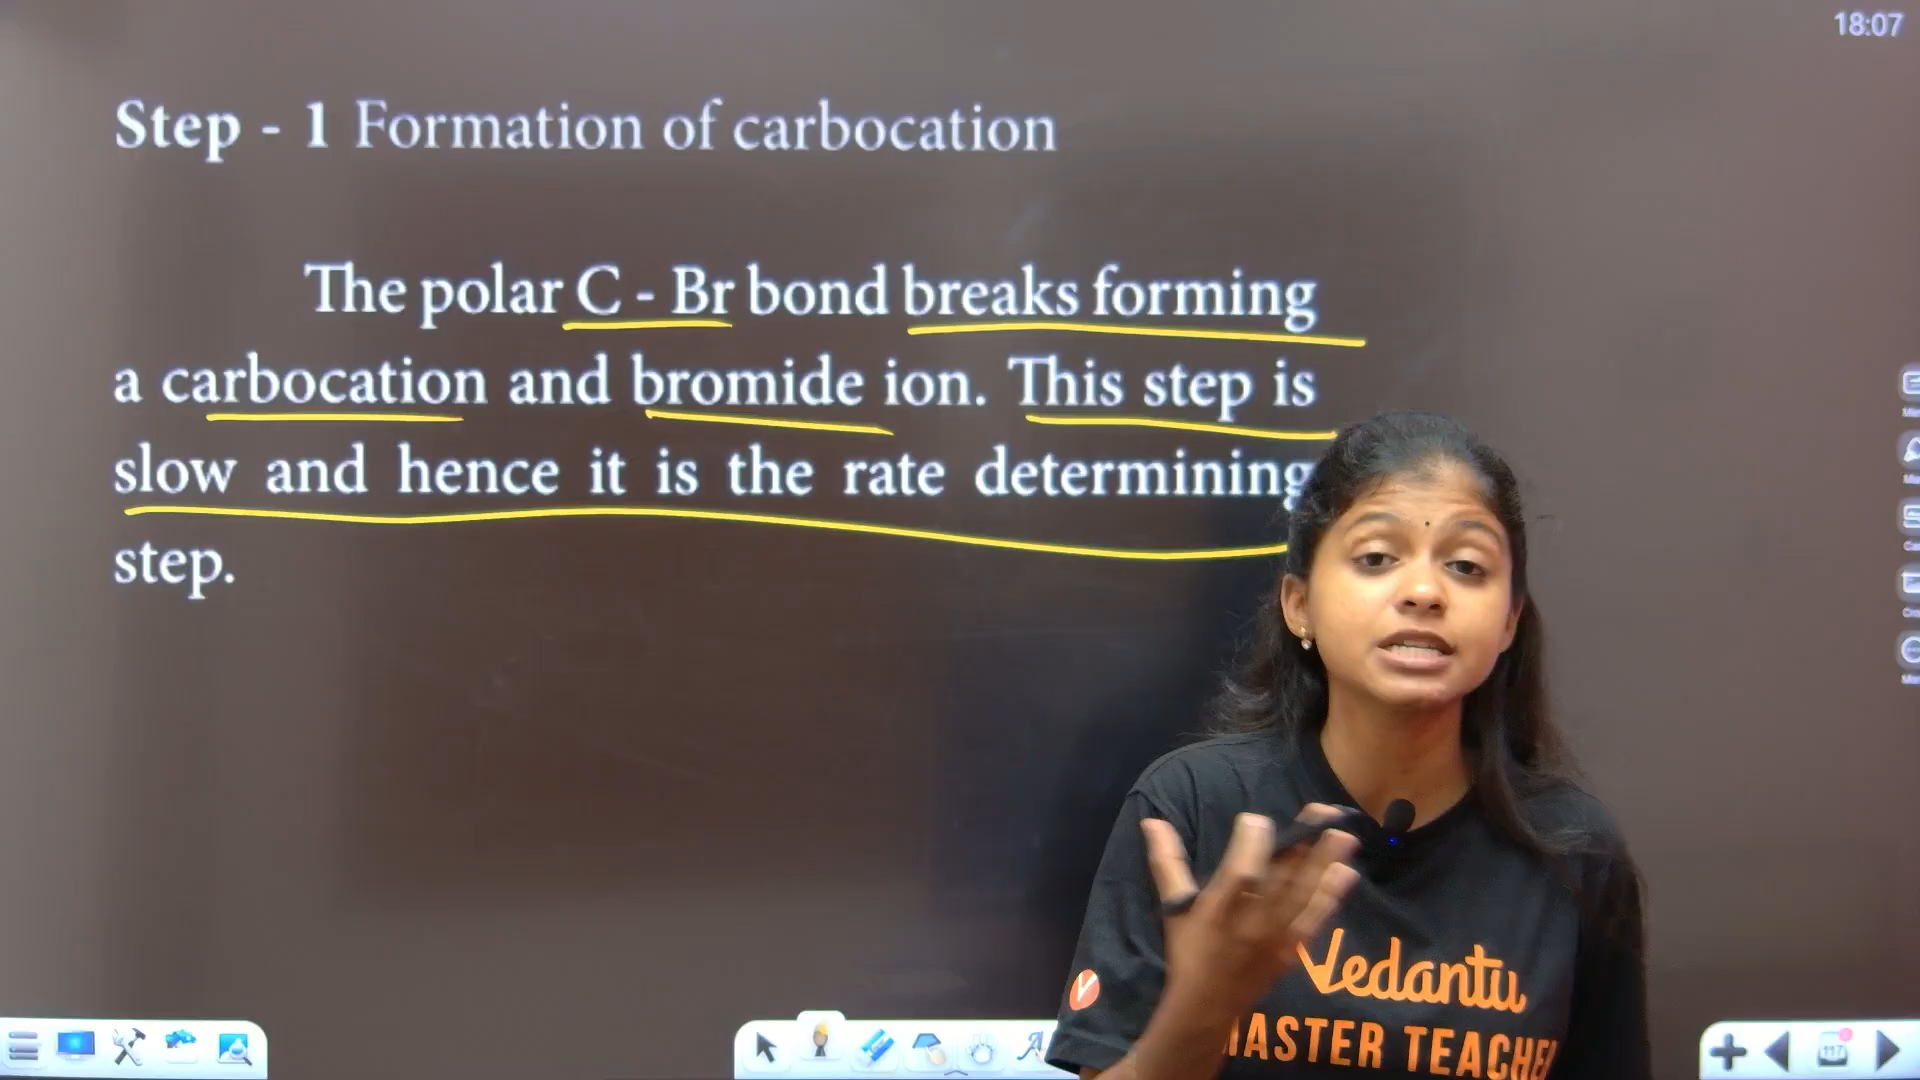 18:07
Step - 1 Formation of carbocation
The polar C - Br bond breaks forming
a carbocation and bromide ion. This step is
slow and hence it is the rate determining
step.
Vedantu
MASTER TEACHER
117